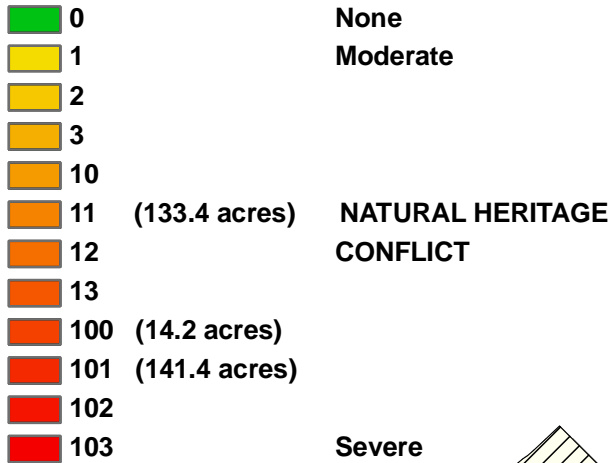 0 None
1 Moderate
2
3
10
11 (133.4 acres) NATURAL HERITAGE
12 CONFLICT
13
100 (14.2 acres)
101 (141.4 acres)
102
103 Severe